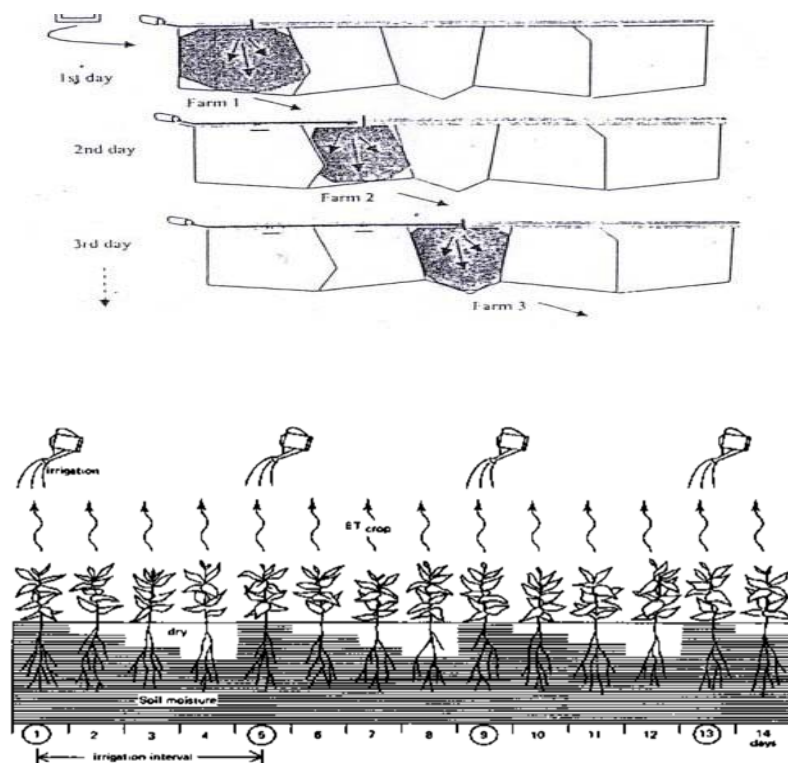 1st day
Farm 1
2nd day
Farm 2
3rd day
Farm 3
irrigation
ET crop
dry
Soil moisture
1 2 3 4 5 6 7 8 9 10 11 12 13 14
days
irrigation interval